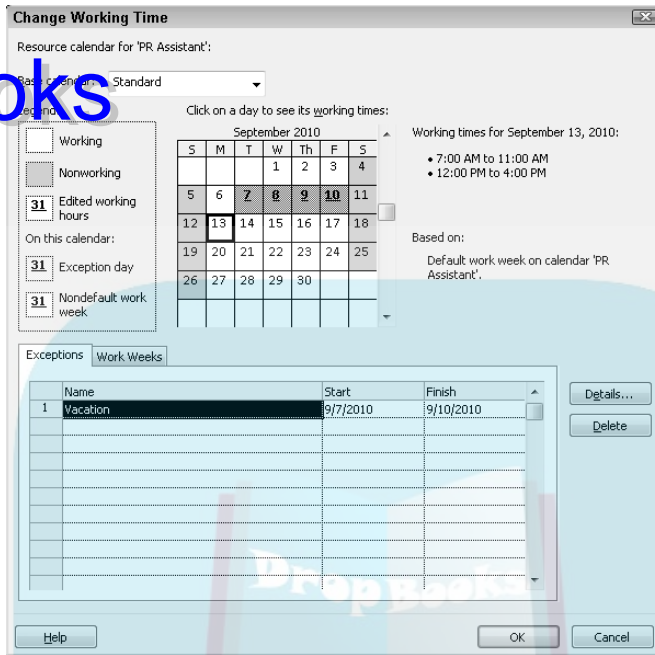 Change Working Time
Resource calendar for 'PR Assistant':
oks
Base calendar: Standard
Legend:
Click on a day to see its working times:
Working
Nonworking
31 Edited working hours
On this calendar:
31 Exception day
31 Nondefault work week
September 2010
S M T W Th F S
1 2 3 4
5 6 7 8 9 10 11
12 13 14 15 16 17 18
19 20 21 22 23 24 25
26 27 28 29 30
Working times for September 13, 2010:
• 7:00 AM to 11:00 AM
• 12:00 PM to 4:00 PM
Based on:
Default work week on calendar 'PR
Assistant'.
Exceptions Work Weeks
Name Start Finish
1 Vacation 9/7/2010 9/10/2010
Details...
Delete
DropBooks
Help OK Cancel